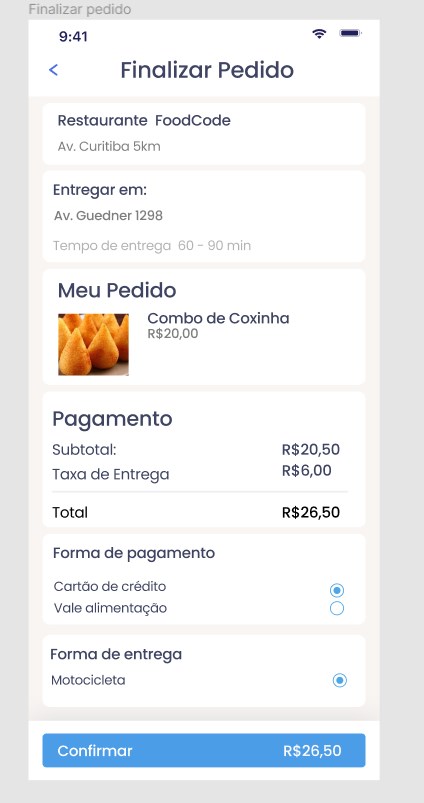 Finalizar pedido
9:41
Finalizar Pedido
Restaurante FoodCode
Av. Curitiba 5km
Entregar em:
Av. Guedner 1298
Tempo de entrega 60 - 90 min
Meu Pedido
Combo de Coxinha
R$20,00
Pagamento
Subtotal: R$20,50
Taxa de Entrega R$6,00
Total R$26,50
Forma de pagamento
Cartão de crédito
Vale alimentação
Forma de entrega
Motocicleta
Confirmar R$26,50